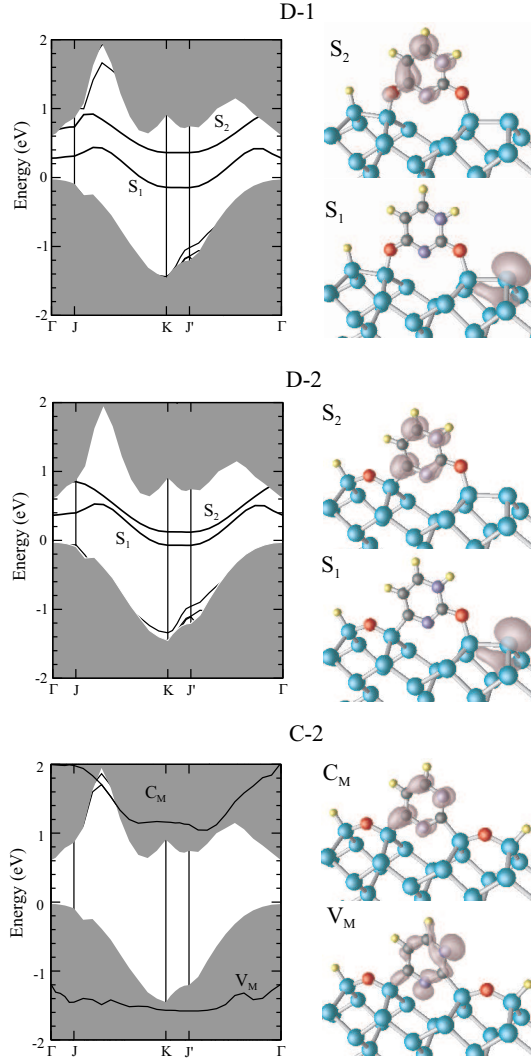 D-1
2
1
0
-1
-2
Energy (eV)
S2
S1
Γ J K J' Γ
S2
S1
D-2
2
1
0
-1
-2
Energy (eV)
S2
S1
Γ J K J' Γ
S2
S1
C-2
2
1
0
-1
-2
Energy (eV)
CM
VM
Γ J K J' Γ
CM
VM